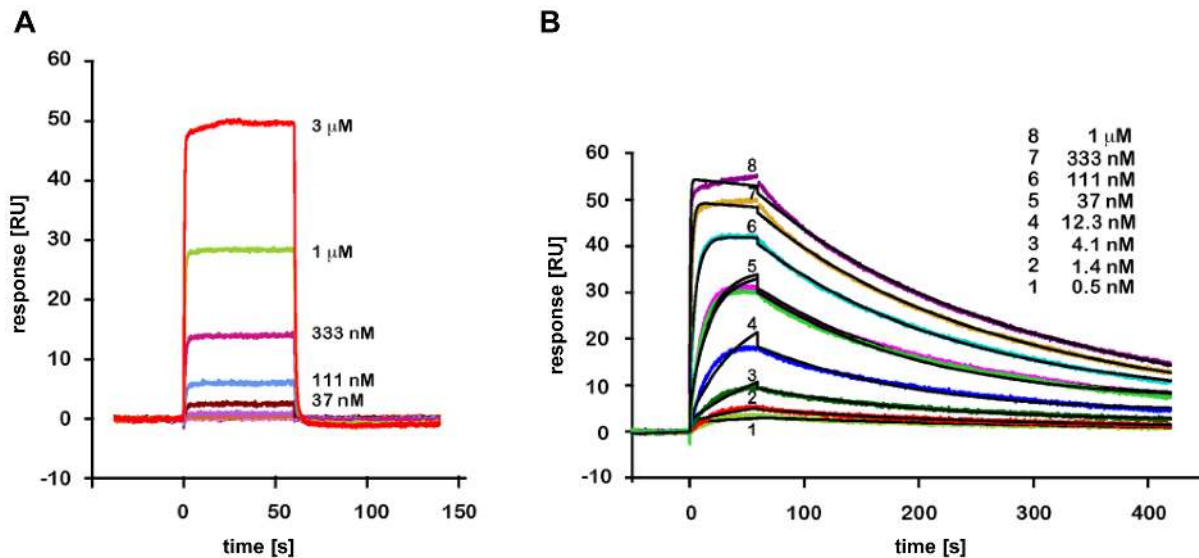 A
response [RU]
60
50
40
30
20
10
0
-10
0
50
100
150
time [s]
3 µM
1 µM
333 nM
111 nM
37 nM
B
response [RU]
60
50
40
30
20
10
0
-10
0
100
200
300
400
time [s]
8
7
6
5
4
3
2
1
8 1 µM
7 333 nM
6 111 nM
5 37 nM
4 12.3 nM
3 4.1 nM
2 1.4 nM
1 0.5 nM